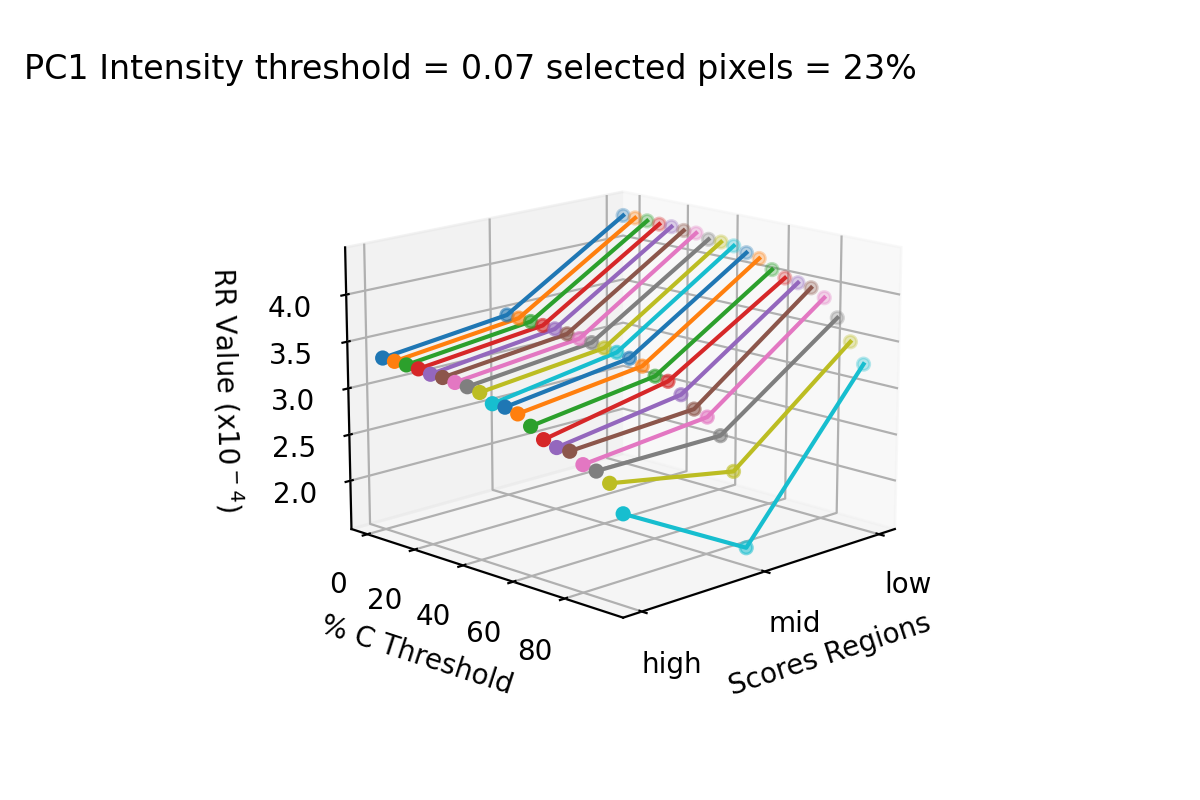 PC1 Intensity threshold = 0.07 selected pixels = 23%
RR Value (x10⁻⁴)
4.0
3.5
3.0
2.5
2.0
0
20
40
60
80
% C Threshold
high
mid
low
Scores Regions